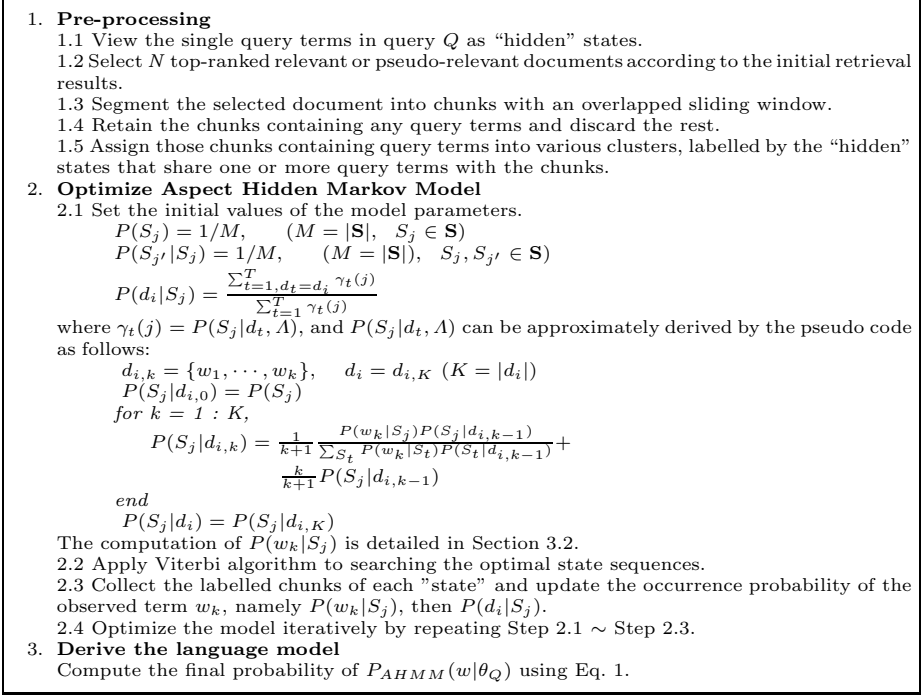 1. Pre-processing
1.1 View the single query terms in query Q as “hidden” states.
1.2 Select N top-ranked relevant or pseudo-relevant documents according to the initial retrieval
results.
1.3 Segment the selected document into chunks with an overlapped sliding window.
1.4 Retain the chunks containing any query terms and discard the rest.
1.5 Assign those chunks containing query terms into various clusters, labelled by the “hidden”
states that share one or more query terms with the chunks.
2. Optimize Aspect Hidden Markov Model
2.1 Set the initial values of the model parameters.
P(S_j) = 1/M, (M = |S|, S_j ∈ S)
P(S_{j′}|S_j) = 1/M, (M = |S|), S_j, S_{j′} ∈ S)
P(d_i|S_j) = \frac{\sum_{t=1,d_t=d_i}^{T} γ_t(j)}{\sum_{t=1}^{T} γ_t(j)}
where γ_t(j) = P(S_j|d_t, Λ), and P(S_j|d_t, Λ) can be approximately derived by the pseudo code
as follows:
d_{i,k} = {w_1, · · · , w_k}, d_i = d_{i,K} (K = |d_i|)
P(S_j|d_{i,0}) = P(S_j)
for k = 1 : K,
P(S_j|d_{i,k}) = \frac{1}{k+1} \frac{P(w_k|S_j)P(S_j|d_{i,k−1})}{\sum_{S_t} P(w_k|S_t)P(S_t|d_{i,k−1})} +
\frac{k}{k+1} P(S_j|d_{i,k−1})
end
P(S_j|d_i) = P(S_j|d_{i,K})
The computation of P(w_k|S_j) is detailed in Section 3.2.
2.2 Apply Viterbi algorithm to searching the optimal state sequences.
2.3 Collect the labelled chunks of each ”state” and update the occurrence probability of the
observed term w_k, namely P(w_k|S_j), then P(d_i|S_j).
2.4 Optimize the model iteratively by repeating Step 2.1 ∼ Step 2.3.
3. Derive the language model
Compute the final probability of P_{AHMM}(w|θ_Q) using Eq. 1.